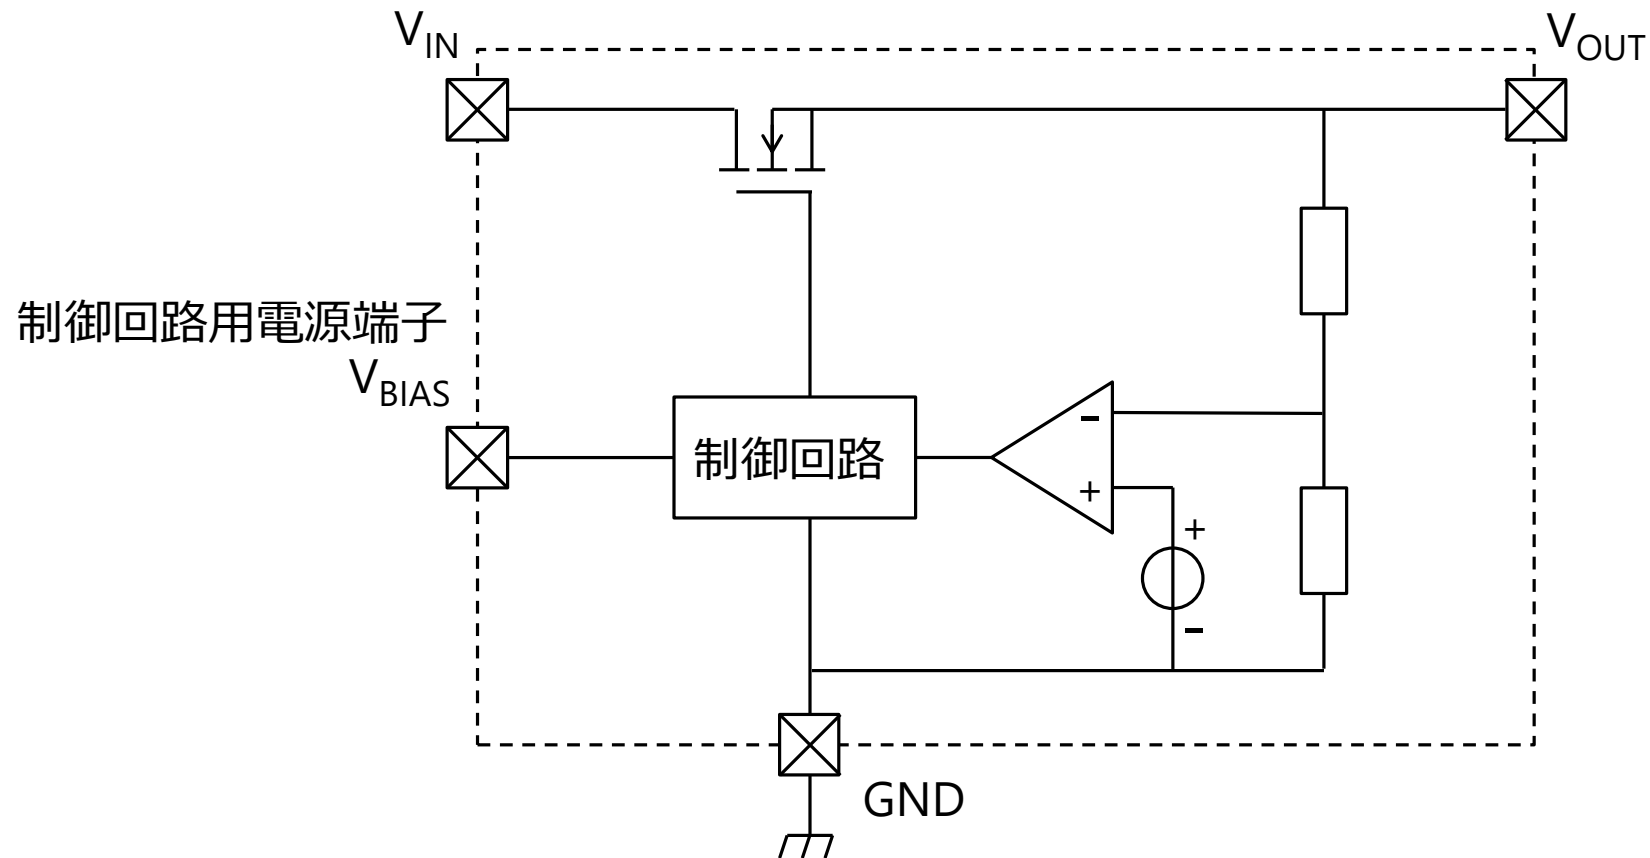 VIN
VOUT
制御回路用電源端子
VBIAS
制御回路
-
+
+
-
GND